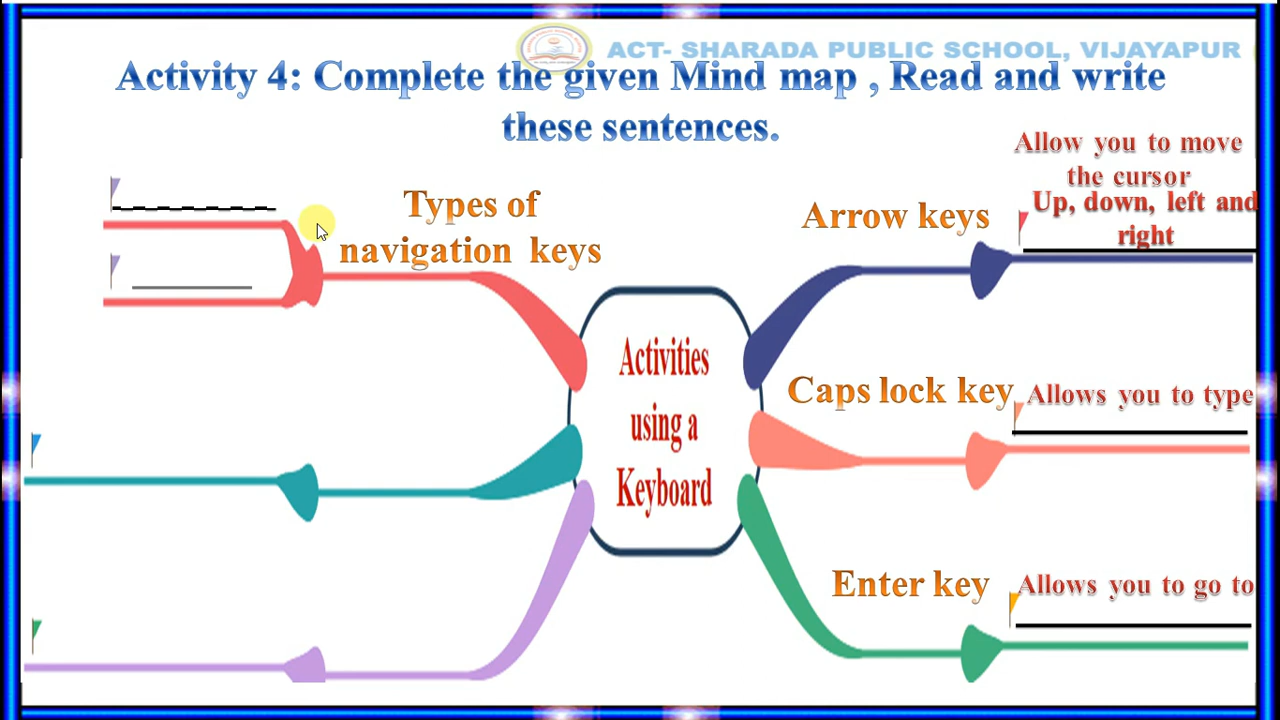 ACT- SHARADA PUBLIC SCHOOL, VIJAYAPUR
Activity 4: Complete the given Mind map , Read and write
these sentences.
Types of
navigation keys
Activities
using a
Keyboard
Arrow keys
Allow you to move
the cursor
Up, down, left and
right
Caps lock key
Allows you to type
Enter key
Allows you to go to